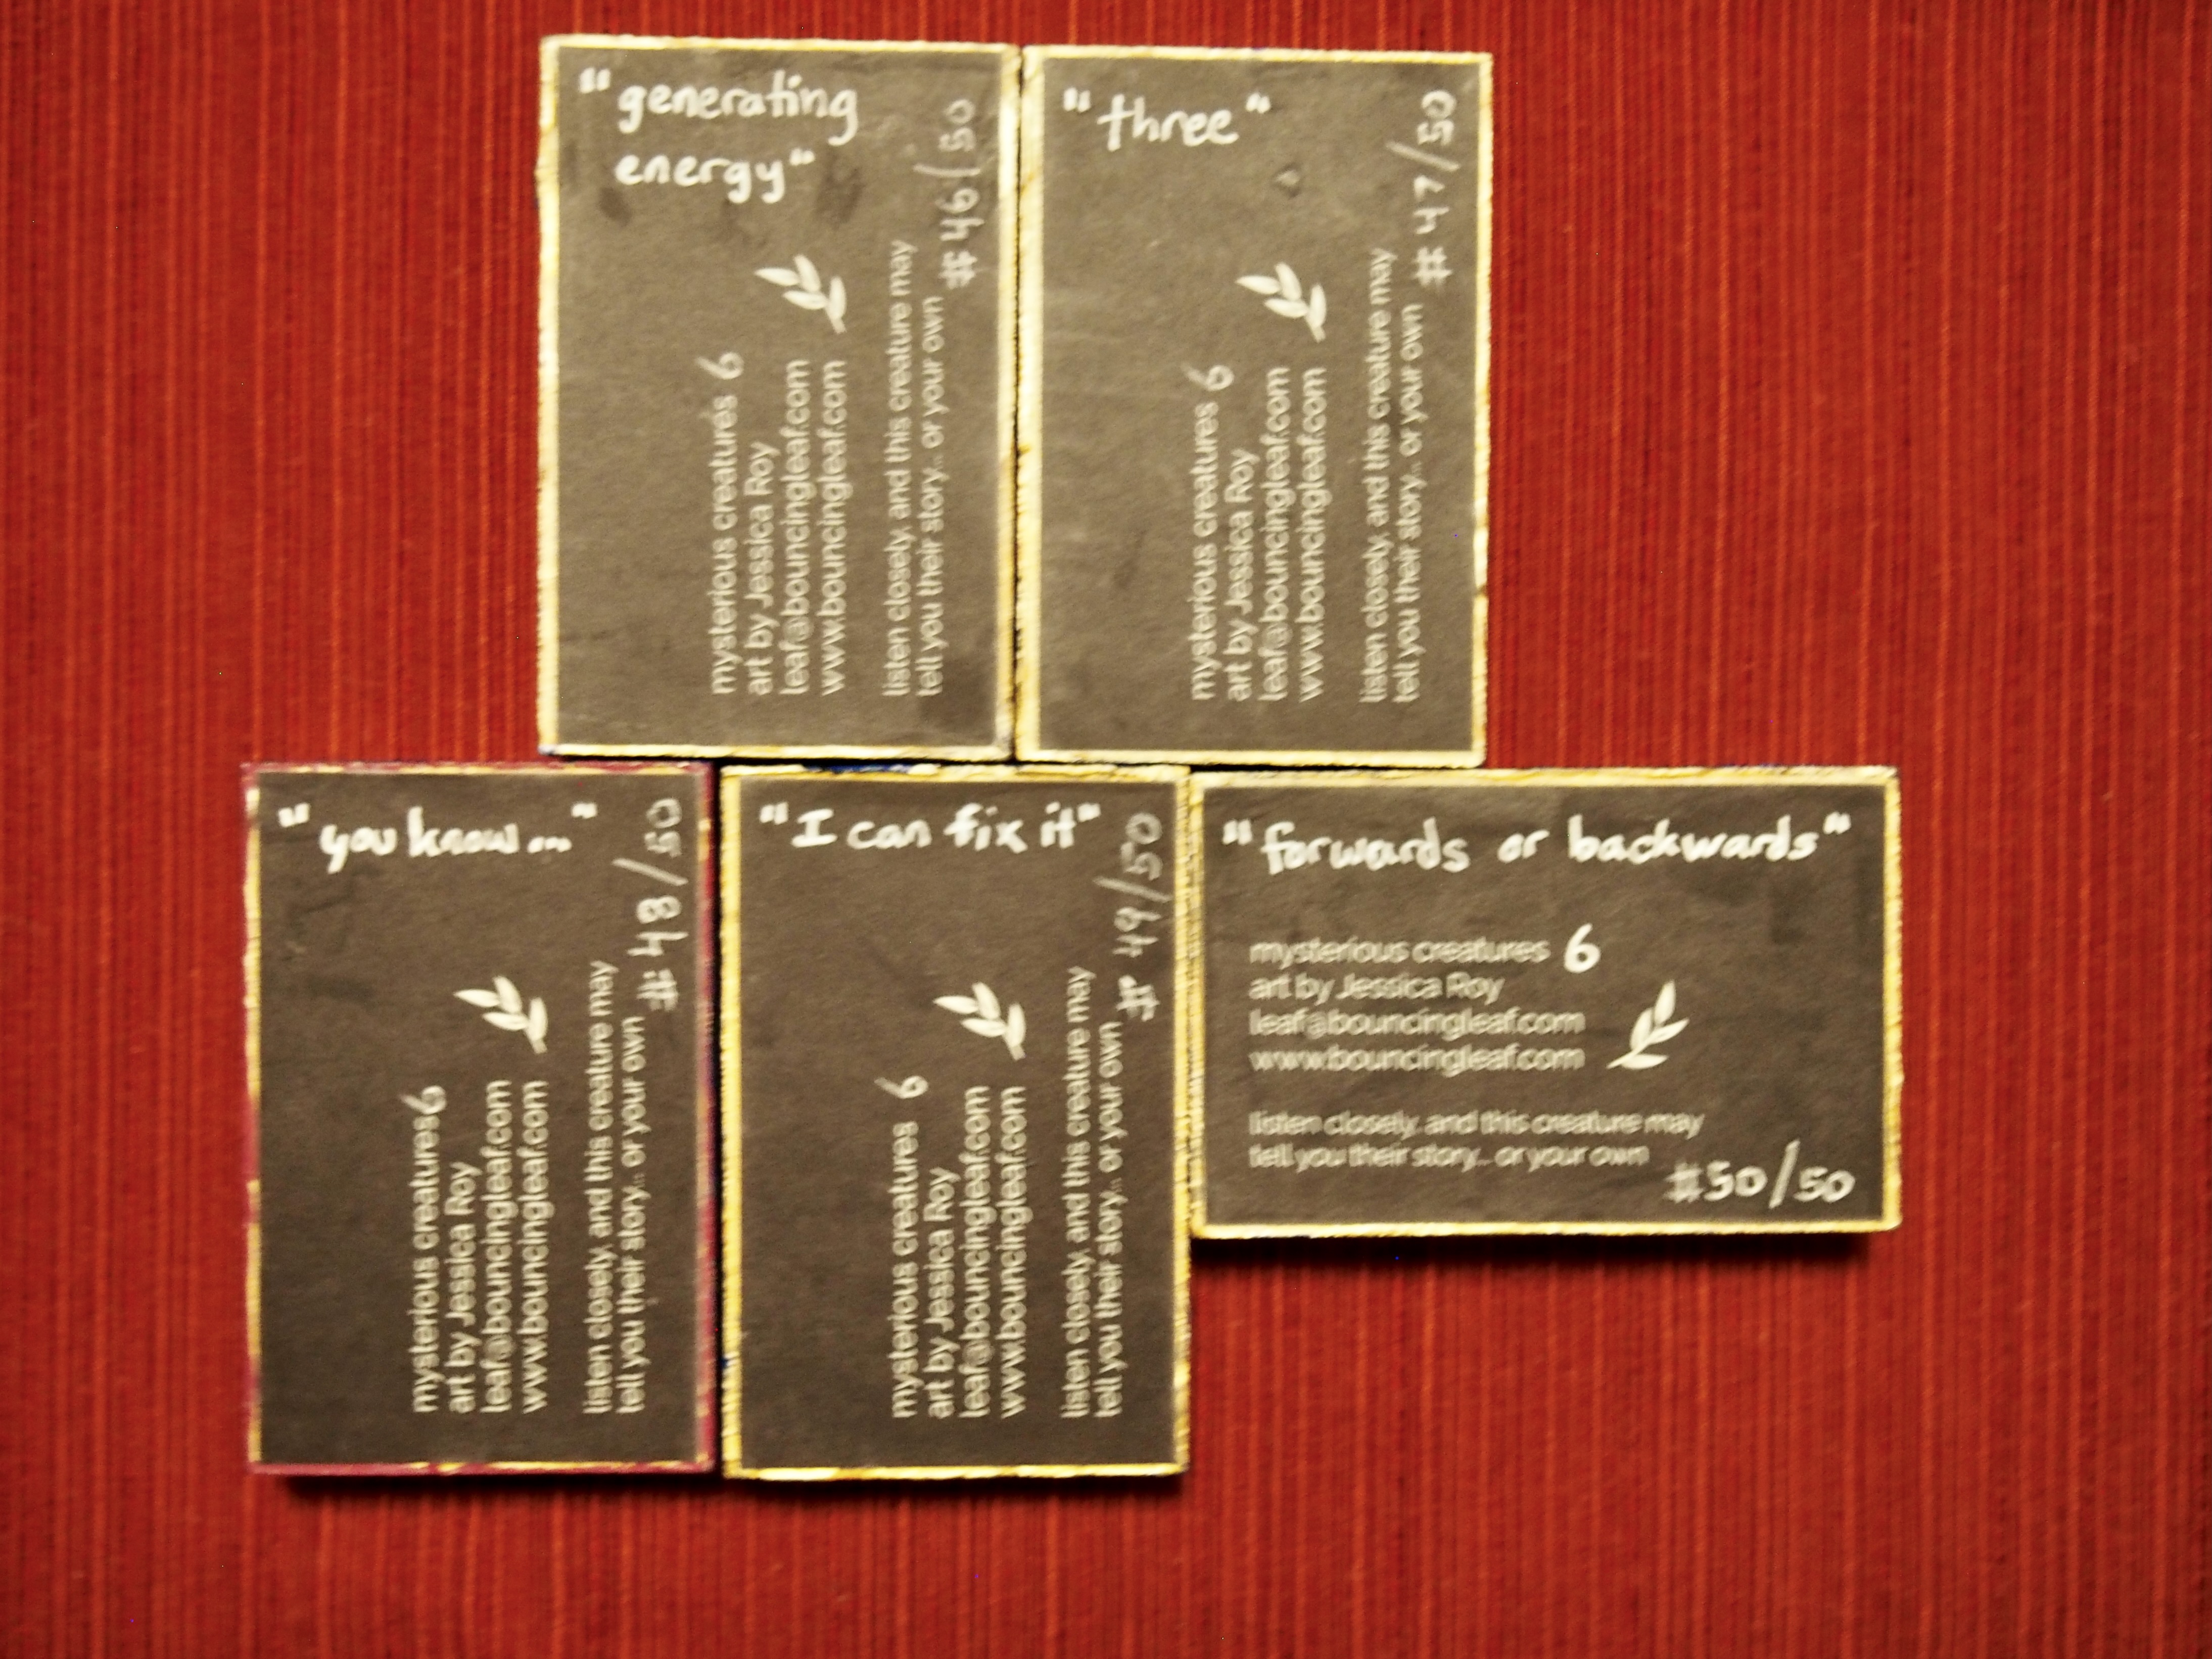 "generating
energy"
mysterious creatures 6
art by Jessica Roy
leaf@bouncingleaf.com
www.bouncingleaf.com
listen closely, and this creature may
tell you their story... or your own
#46/50
"three"
mysterious creatures 6
art by Jessica Roy
leaf@bouncingleaf.com
www.bouncingleaf.com
listen closely, and this creature may
tell you their story... or your own
#47/50
"you know..."
mysterious creatures 6
art by Jessica Roy
leaf@bouncingleaf.com
www.bouncingleaf.com
listen closely, and this creature may
tell you their story... or your own
#48/50
"I can fix it"
mysterious creatures 6
art by Jessica Roy
leaf@bouncingleaf.com
www.bouncingleaf.com
listen closely, and this creature may
tell you their story... or your own
#49/50
"forwards or backwards"
mysterious creatures 6
art by Jessica Roy
leaf@bouncingleaf.com
www.bouncingleaf.com
listen closely, and this creature may
tell you their story... or your own
#50/50